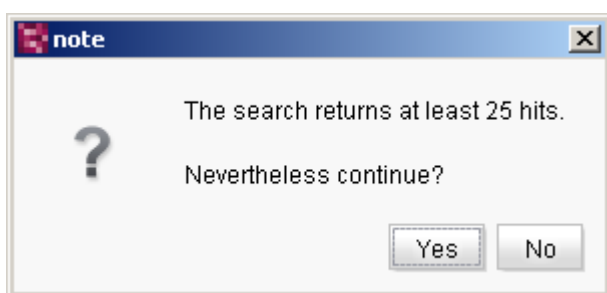 note
The search returns at least 25 hits.
Nevertheless continue?
Yes No